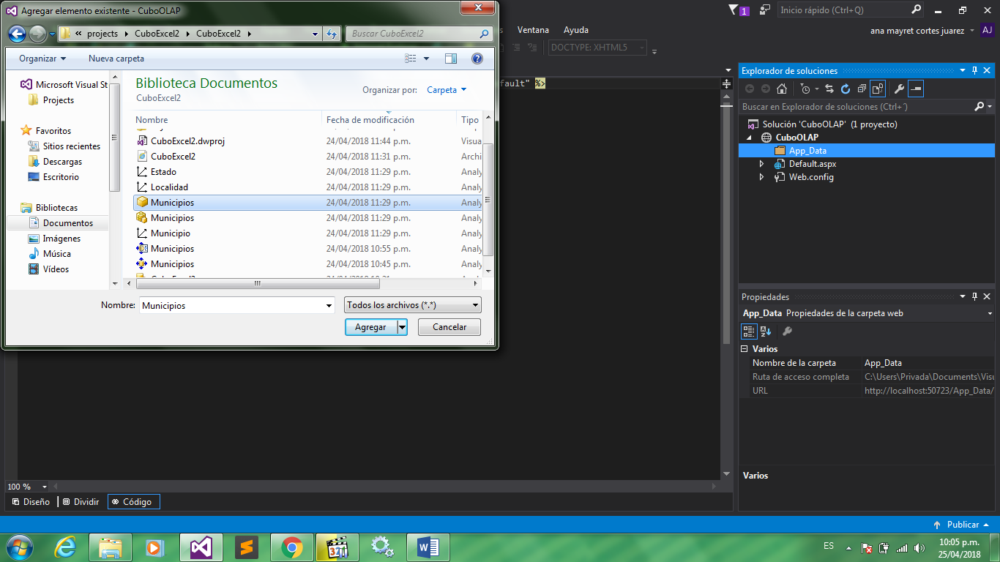 Agregar elemento existente - CuboOLAP
« projects CuboExcel2 CuboExcel2
Buscar CuboExcel2
Organizar Nueva carpeta
Microsoft Visual St
Projects
Favoritos
Sitios recientes
Descargas
Escritorio
Bibliotecas
Documentos
Imágenes
Música
Vídeos
Biblioteca Documentos
CuboExcel2
Organizar por: Carpeta
Nombre Fecha de modificación Tipo
CuboExcel2.dwproj 24/04/2018 11:44 p.m. Visua
CuboExcel2 24/04/2018 11:31 p.m. Archi
Estado 24/04/2018 11:29 p.m. Analy
Localidad 24/04/2018 11:29 p.m. Analy
Municipios 24/04/2018 11:29 p.m. Analy
Municipios 24/04/2018 11:29 p.m. Analy
Municipio 24/04/2018 11:29 p.m. Analy
Municipios 24/04/2018 10:55 p.m. Analy
Municipios 24/04/2018 10:45 p.m. Analy
Nombre: Municipios
Todos los archivos (*.*)
Agregar Cancelar
1
Inicio rápido (Ctrl+Q)
Ventana Ayuda
ana mayret cortes juarez AJ
DOCTYPE: XHTML5
fault" %>
Explorador de soluciones
Buscar en Explorador de soluciones (Ctrl+´)
Solución 'CuboOLAP' (1 proyecto)
CuboOLAP
App_Data
Default.aspx
Web.config
Propiedades
App_Data Propiedades de la carpeta web
Varios
Nombre de la carpeta App_Data
Ruta de acceso completa C:\Users\Privada\Documents\Visu
URL http://localhost:50723/App_Data/
Varios
100 %
Diseño Dividir Código
Publicar
321
ES
10:05 p.m.
25/04/2018